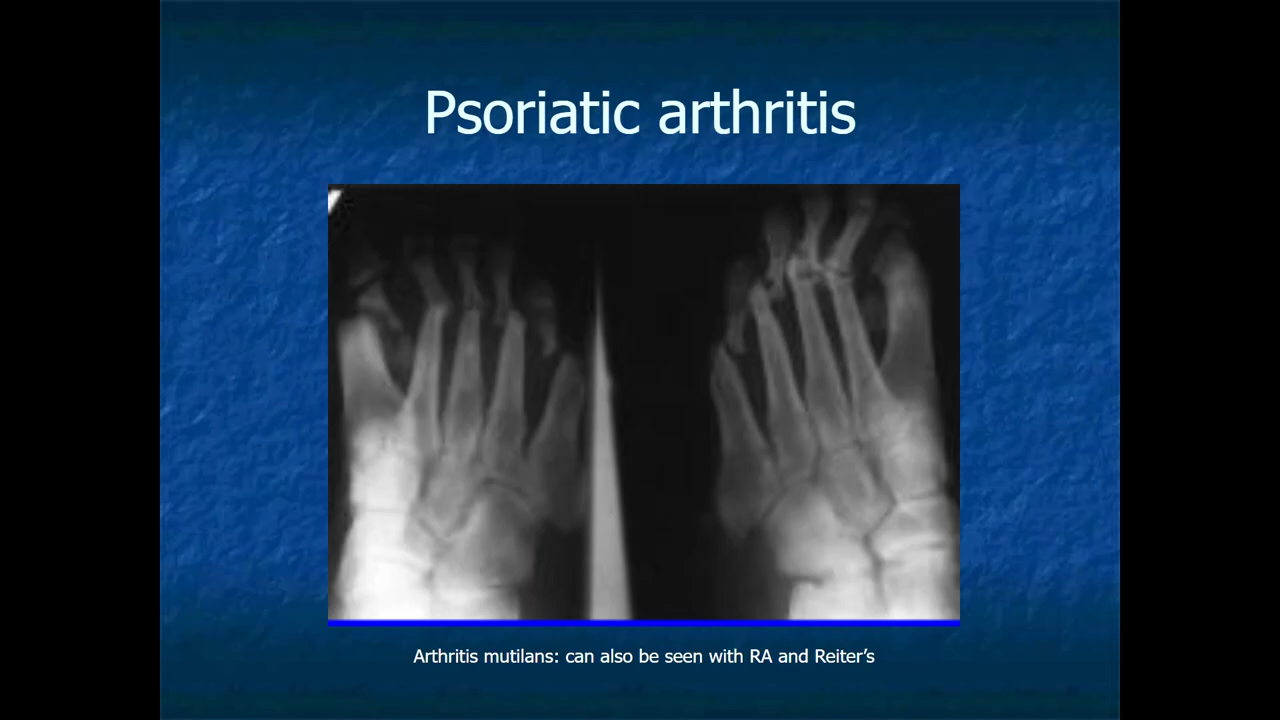 Psoriatic arthritis
Arthritis mutilans: can also be seen with RA and Reiter’s